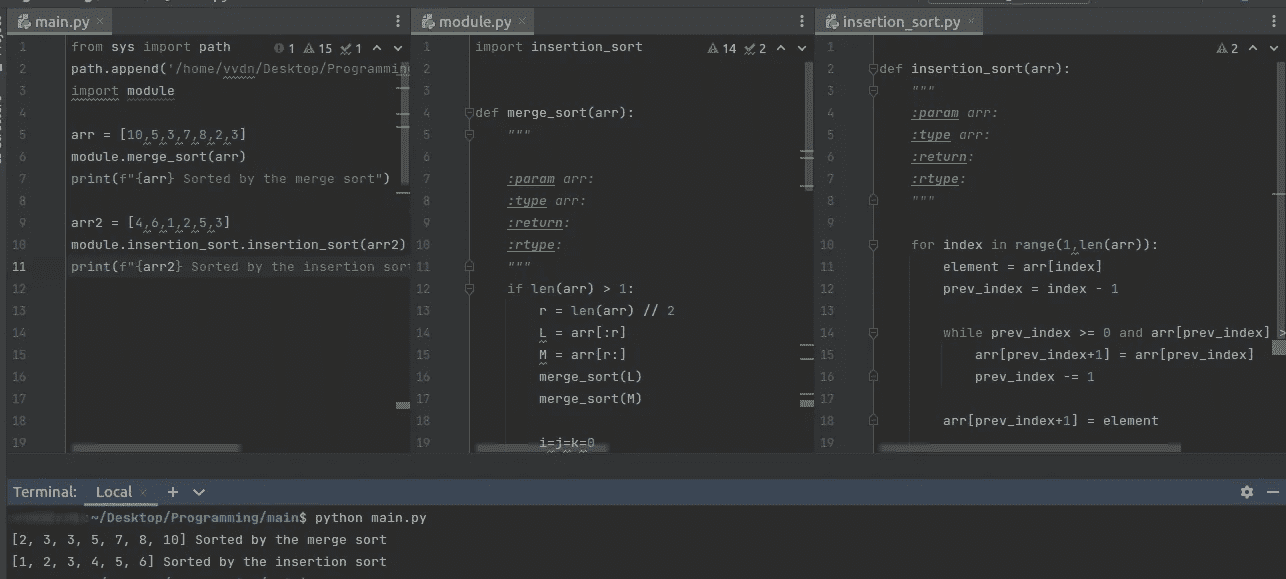 main.py
1 from sys import path 1 15 1
2 path.append('/home/vvdn/Desktop/Programmin
3 import module
4
5 arr = [10,5,3,7,8,2,3]
6 module.merge_sort(arr)
7 print(f"{arr} Sorted by the merge sort")
8
9 arr2 = [4,6,1,2,5,3]
10 module.insertion_sort.insertion_sort(arr2)
11 print(f"{arr2} Sorted by the insertion sort
12
13
14
15
16
17
18
19
module.py
1 import insertion_sort 14 2
2
3
4 def merge_sort(arr):
5 """
6
7 :param arr:
8 :type arr:
9 :return:
10 :rtype:
11 """
12 if len(arr) > 1:
13 r = len(arr) // 2
14 L = arr[:r]
15 M = arr[r:]
16 merge_sort(L)
17 merge_sort(M)
18
19 i=j=k=0
insertion_sort.py
1 2
2 def insertion_sort(arr):
3 """
4 :param arr:
5 :type arr:
6 :return:
7 :rtype:
8 """
9
10 for index in range(1,len(arr)):
11 element = arr[index]
12 prev_index = index - 1
13
14 while prev_index >= 0 and arr[prev_index] >
15 arr[prev_index+1] = arr[prev_index]
16 prev_index -= 1
17
18 arr[prev_index+1] = element
19
Terminal: Local
:~/Desktop/Programming/main$ python main.py
[2, 3, 3, 5, 7, 8, 10] Sorted by the merge sort
[1, 2, 3, 4, 5, 6] Sorted by the insertion sort